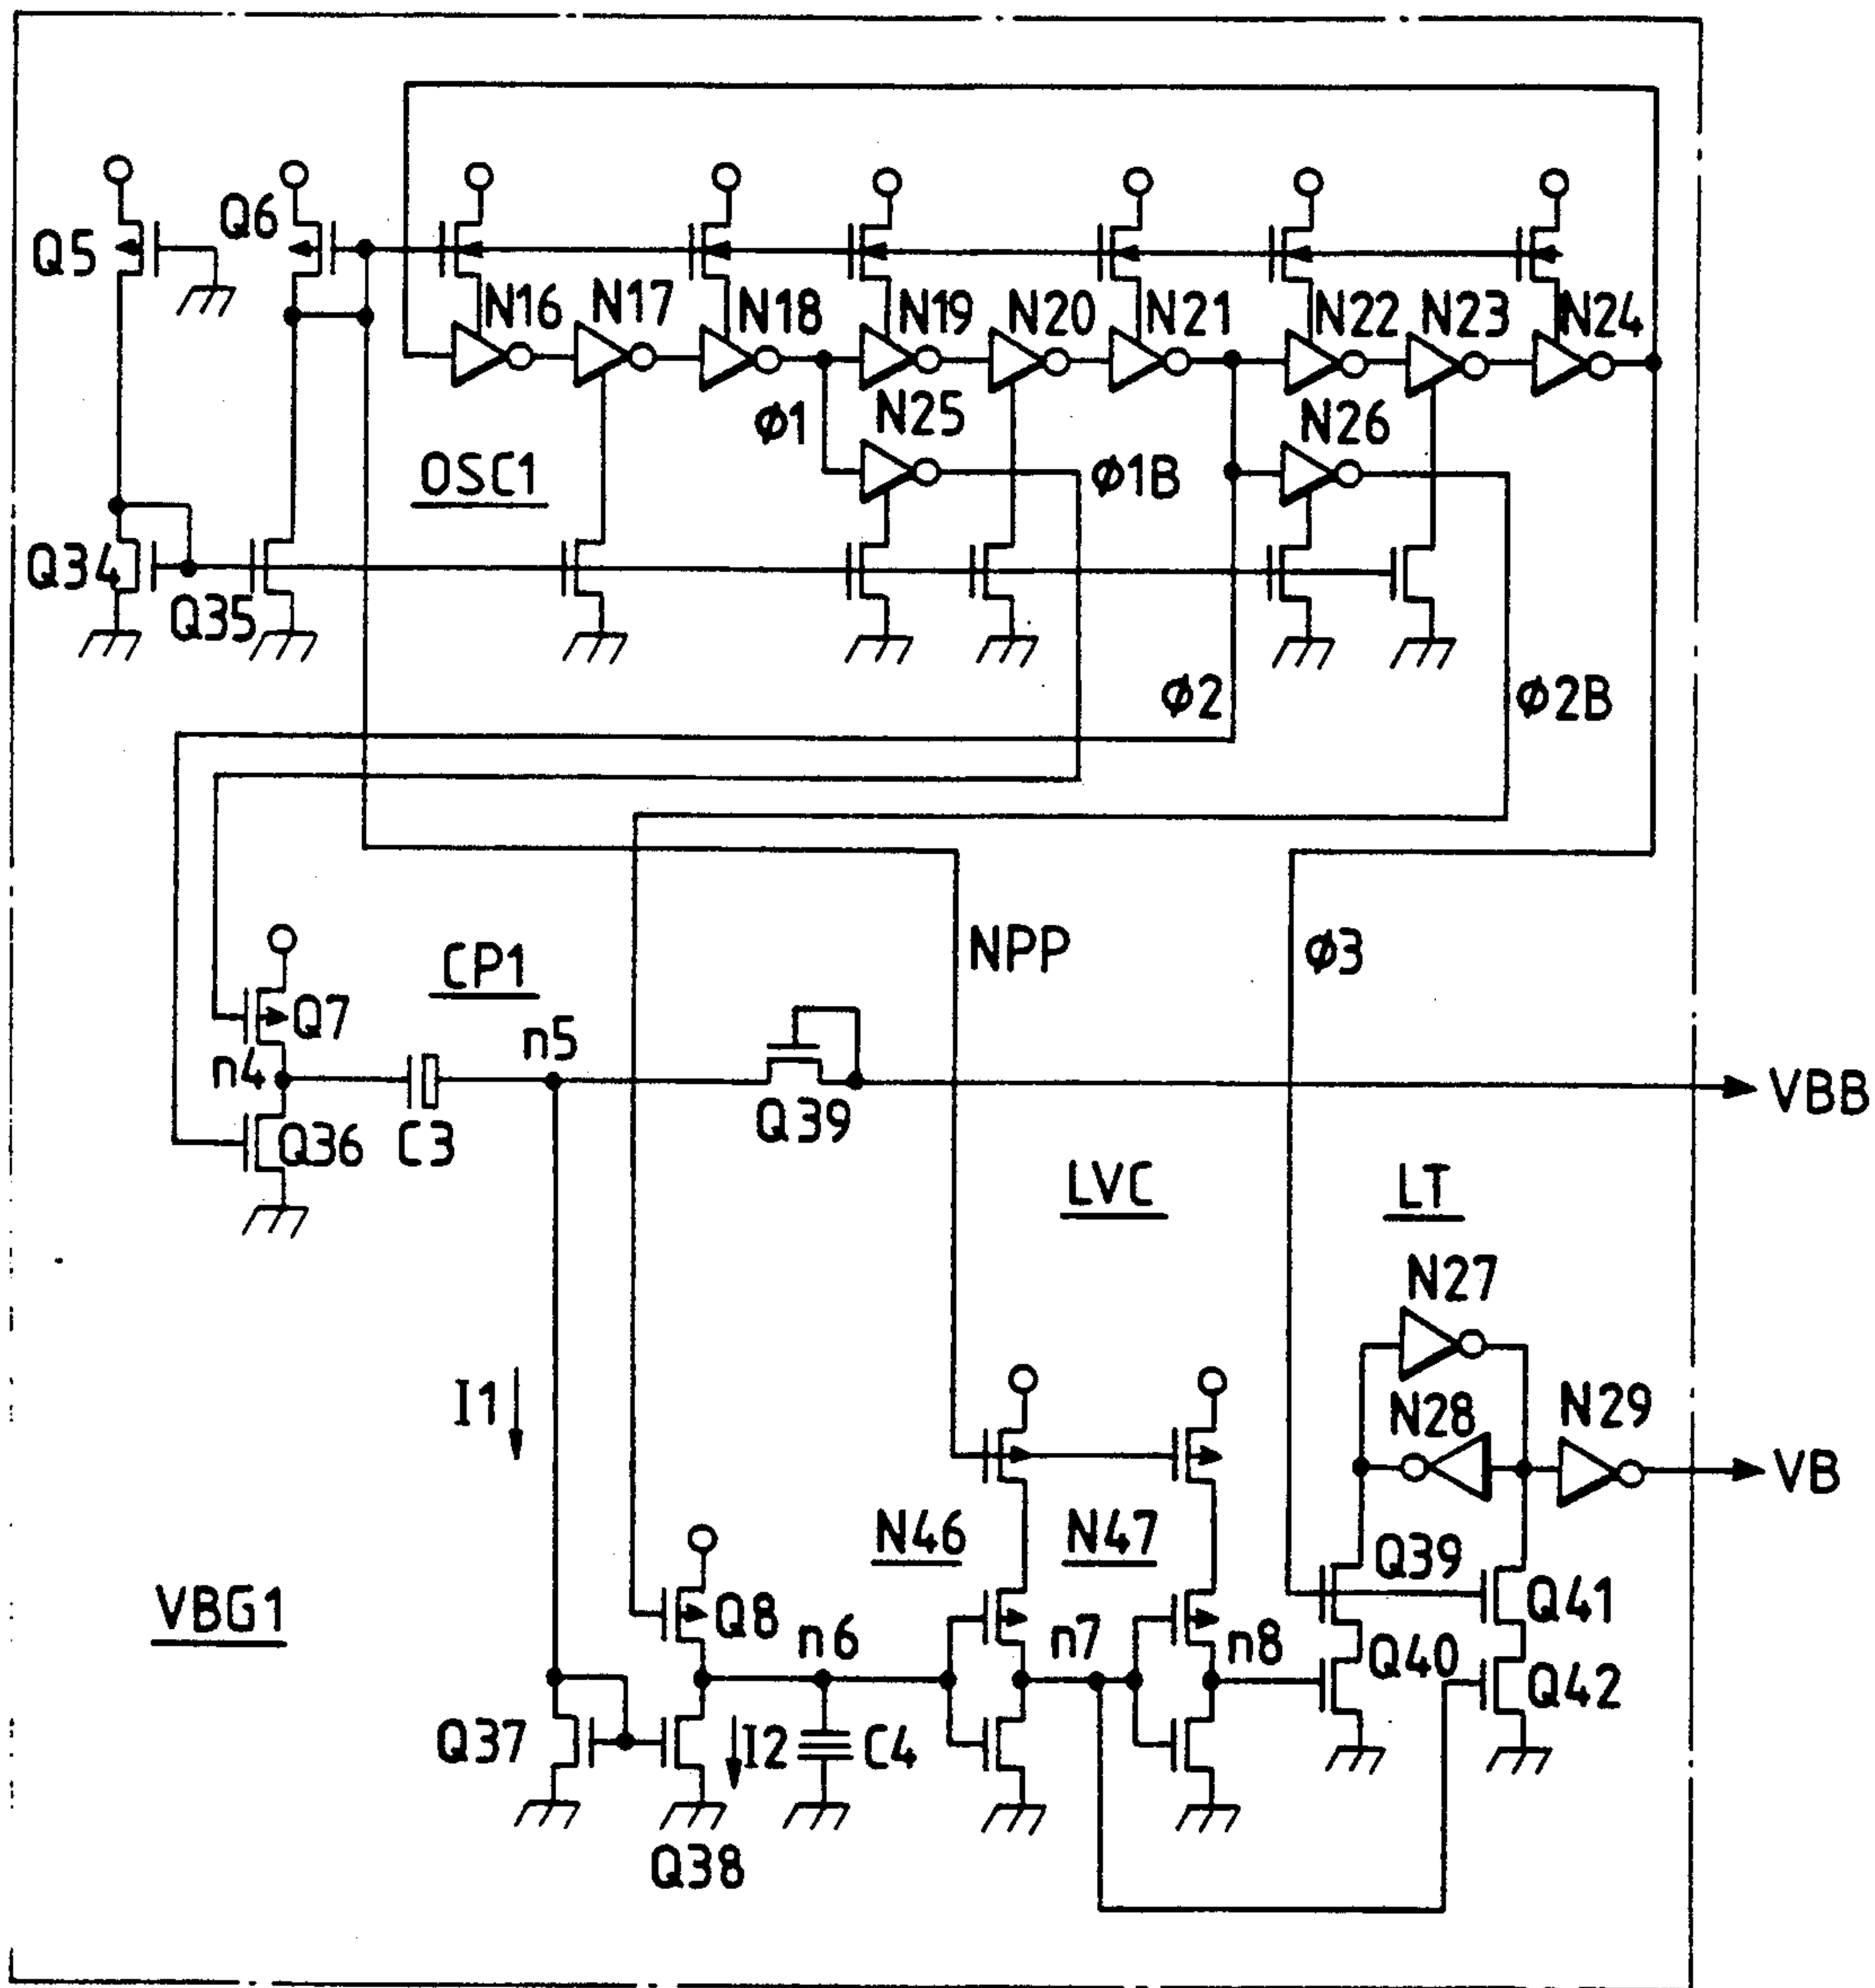 Q5
Q6
N16
N17
N18
N19
N20
N21
N22
N23
N24
ϕ1
N25
ϕ1B
N26
OSC1
Q34
Q35
ϕ2
ϕ2B
NPP
ϕ3
CP1
Q7
n4
n5
C3
Q36
Q39
VBB
LVC
LT
N27
I1
N28
N29
VB
N46
N47
Q39
VBG1
Q8
n6
n7
n8
Q40
Q41
Q42
Q37
I2
C4
Q38